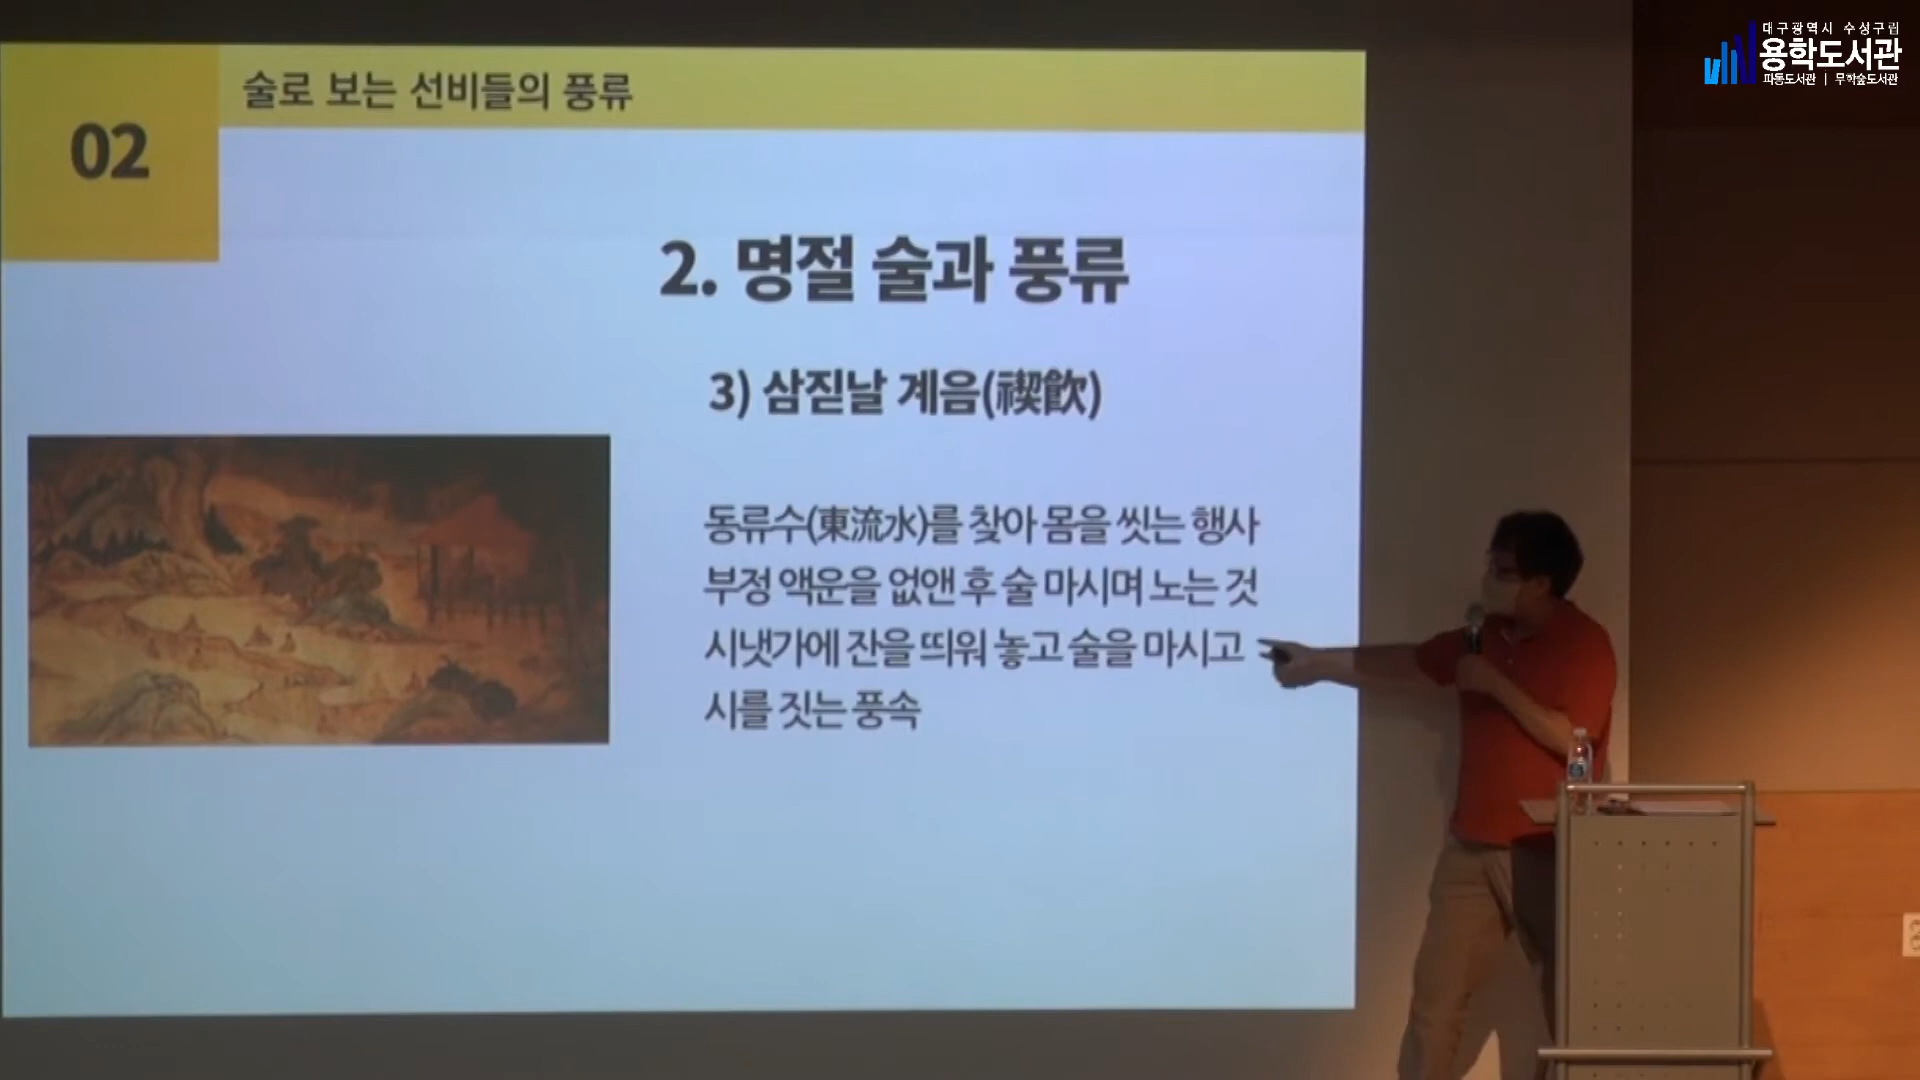 대구광역시 수성구립
용학도서관
파동도서관 | 무학숲도서관
술로 보는 선비들의 풍류
02
2. 명절 술과 풍류
3) 삼짇날 계음(禊飮)
동류수(東流水)를 찾아 몸을 씻는 행사
부정 액운을 없앤 후 술 마시며 노는 것
시냇가에 잔을 띄워 놓고 술을 마시고
시를 짓는 풍속